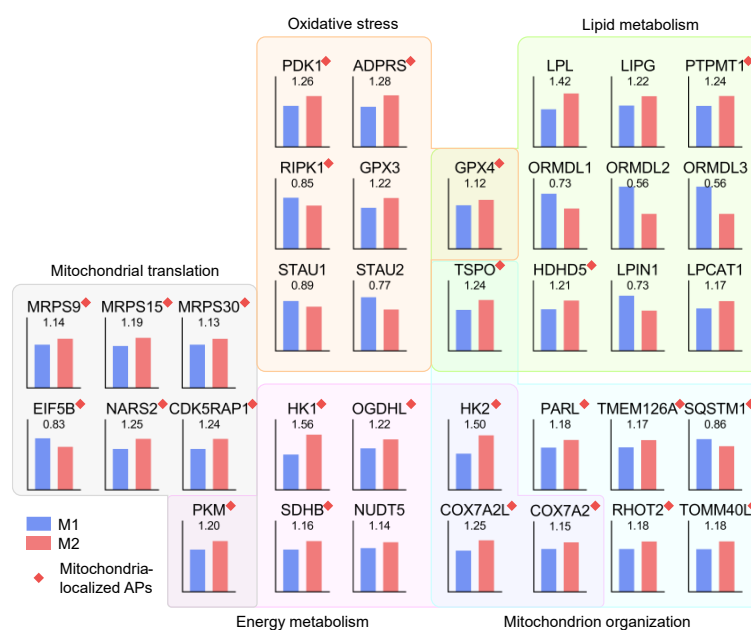 Oxidative stress Lipid metabolism
PDK1 ADPRS LPL LIPG PTPMT1
1.26 1.28 1.42 1.22 1.24
RIPK1 GPX3 GPX4 ORMDL1 ORMDL2 ORMDL3
0.85 1.22 1.12 0.73 0.56 0.56
Mitochondrial translation STAU1 STAU2 TSPO HDHD5 LPIN1 LPCAT1
0.89 0.77 1.24 1.21 0.73 1.17
MRPS9 MRPS15 MRPS30
1.14 1.19 1.13
EIF5B NARS2 CDK5RAP1 HK1 OGDHL HK2 PARL TMEM126A SQSTM1
0.83 1.25 1.24 1.56 1.22 1.50 1.18 1.17 0.86
PKM SDHB NUDT5 COX7A2L COX7A2 RHOT2 TOMM40L
1.20 1.16 1.14 1.25 1.15 1.18 1.18
M1
M2
Mitochondria-
localized APs
Energy metabolism Mitochondrion organization